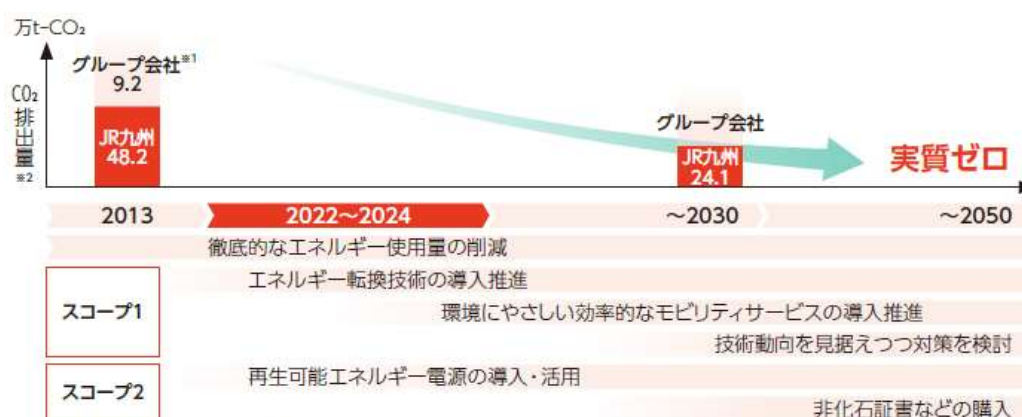 万t-CO₂
CO₂排出量
※2
グループ会社※1
9.2
JR九州
48.2
グループ会社
JR九州
24.1
実質ゼロ
2013 2022～2024 ～2030 ～2050
徹底的なエネルギー使用量の削減
スコープ1
エネルギー転換技術の導入推進
環境にやさしい効率的なモビリティサービスの導入推進
技術動向を見据えつつ対策を検討
スコープ2
再生可能エネルギー電源の導入・活用
非化石証書などの購入